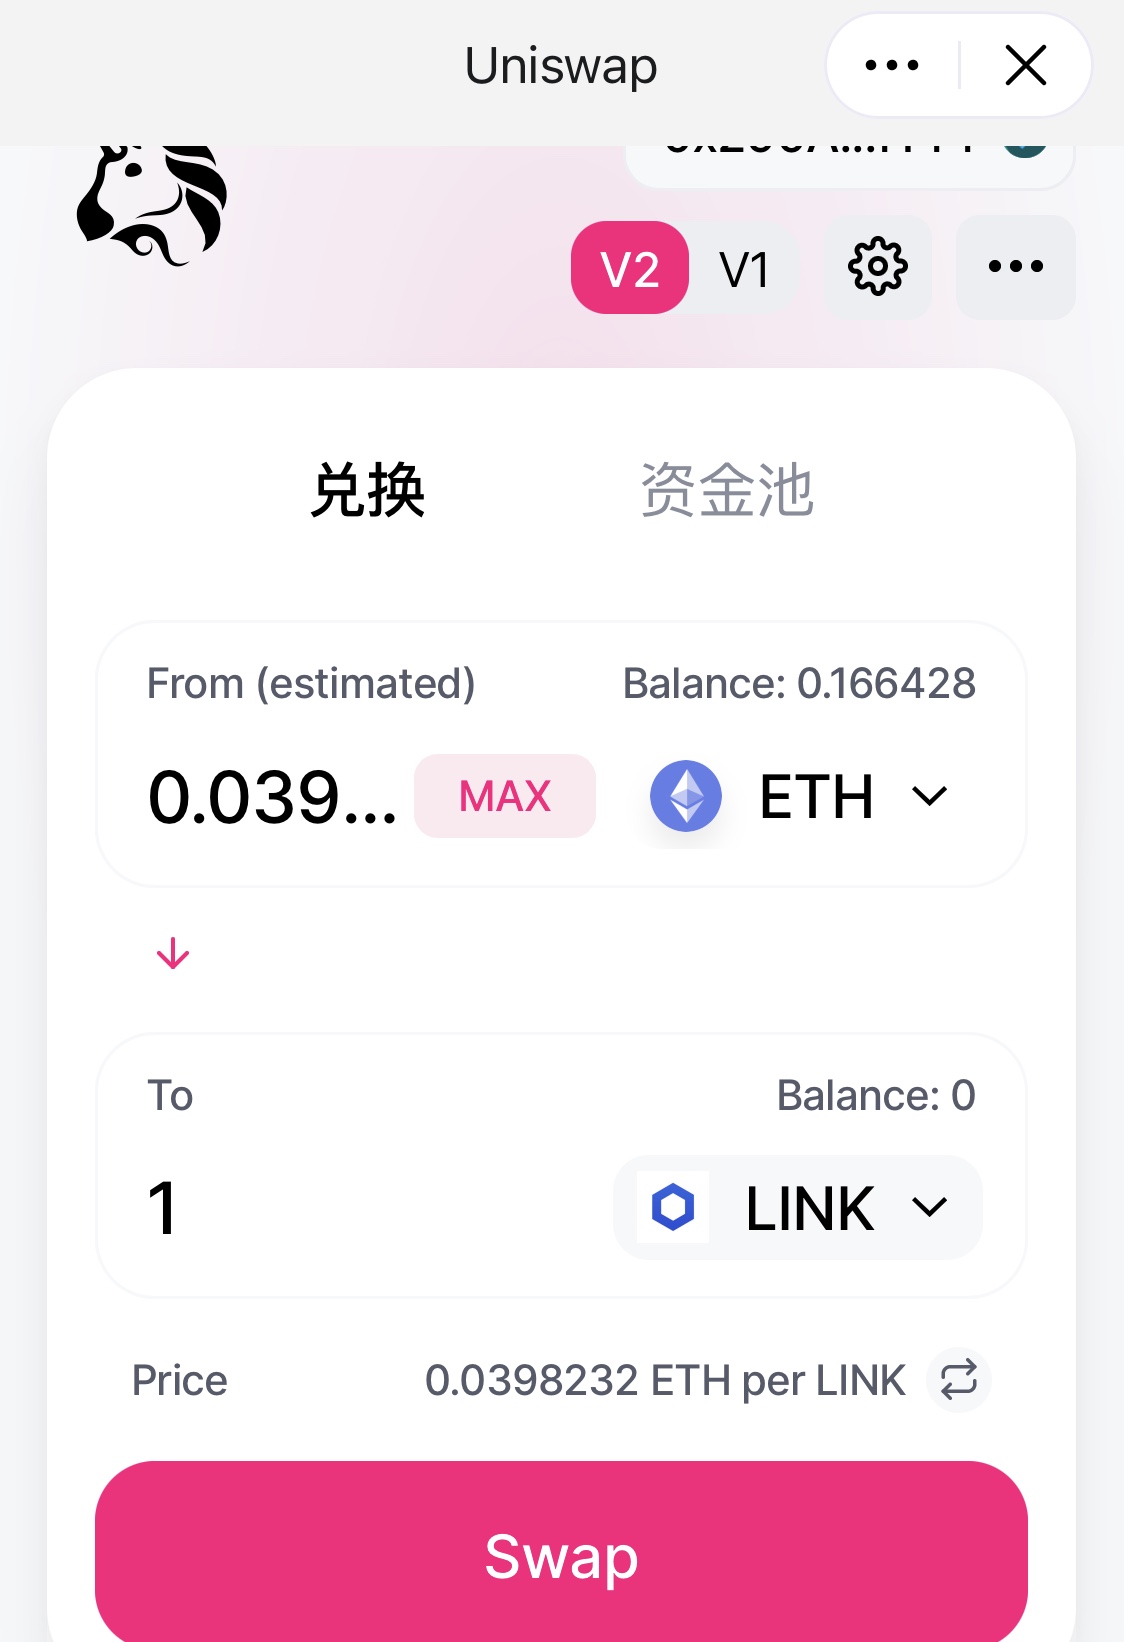 Uniswap
V2 V1
兑换 资金池
From (estimated) Balance: 0.166428
0.039... MAX ETH
To Balance: 0
1 LINK
Price 0.0398232 ETH per LINK
Swap